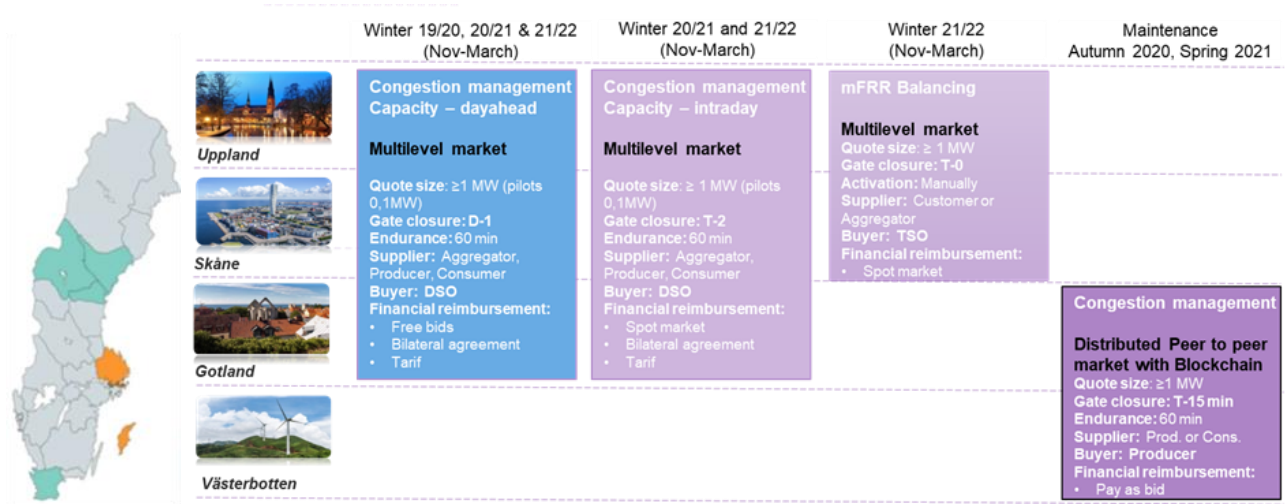 Winter 19/20, 20/21 & 21/22
(Nov-March)
Winter 20/21 and 21/22
(Nov-March)
Winter 21/22
(Nov-March)
Maintenance
Autumn 2020, Spring 2021
Uppland
Skåne
Gotland
Västerbotten
Congestion management
Capacity – dayahead
Multilevel market
Quote size: ≥1 MW (pilots
0,1MW)
Gate closure: D-1
Endurance: 60 min
Supplier: Aggregator,
Producer, Consumer
Buyer: DSO
Financial reimbursement:
• Free bids
• Bilateral agreement
• Tarif
Congestion management
Capacity – intraday
Multilevel market
Quote size: ≥ 1 MW (pilots
0,1MW)
Gate closure: T-2
Endurance: 60 min
Supplier: Aggregator,
Producer, Consumer
Buyer: DSO
Financial reimbursement:
• Spot market
• Bilateral agreement
• Tarif
mFRR Balancing
Multilevel market
Quote size: ≥ 1 MW
Gate closure: T-0
Activation: Manually
Supplier: Customer or
Aggregator
Buyer: TSO
Financial reimbursement:
• Spot market
Congestion management
Distributed Peer to peer
market with Blockchain
Quote size: ≥1 MW
Gate closure: T-15 min
Endurance: 60 min
Supplier: Prod. or Cons.
Buyer: Producer
Financial reimbursement:
• Pay as bid